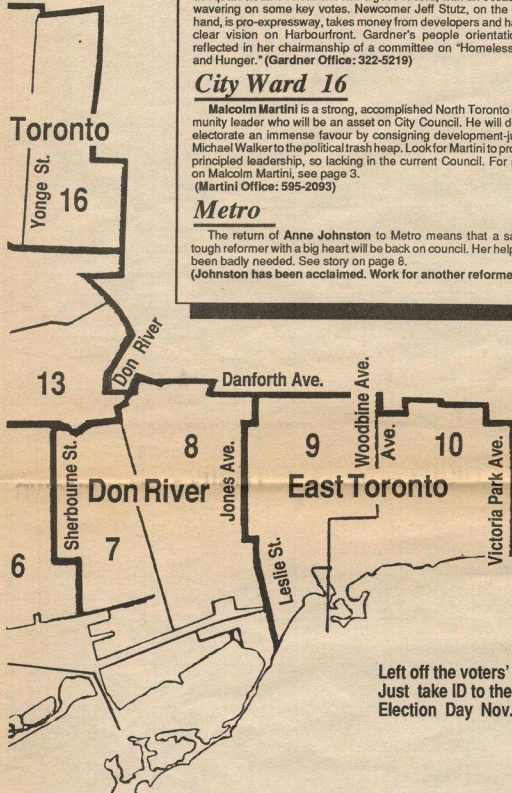 wavering on some key votes. Newcomer Jeff Stutz, on the
hand, is pro-expressway, takes money from developers and
clear vision on Harbourfront. Gardner's people
reflected in her chairmanship of a committee on "Homeless
and Hunger." (Gardner Office: 322-5219)
City Ward 16
Malcolm Martini is a strong, accomplished North Toronto
munity leader who will be an asset on City Council. He will
electorate an immense favour by consigning
Michael Walker to the political trash heap. Look for Martini to
principled leadership, so lacking in the current Council. For
on Malcolm Martini, see page 3.
(Martini Office: 595-2093)
Metro
The return of Anne Johnston to Metro means that a
tough reformer with a big heart will be back on council. Her
been badly needed. See story on page 8.
(Johnston has been acclaimed. Work for another
Toronto
Yonge St.
16
Don River
13
Danforth Ave.
Woodbine Ave.
Ave.
8
9
10
Sherbourne St.
Jones Ave.
Victoria Park Ave.
Don River
East Toronto
6
7
Leslie St.
Left off the voters'
Just take ID to the
Election Day Nov.